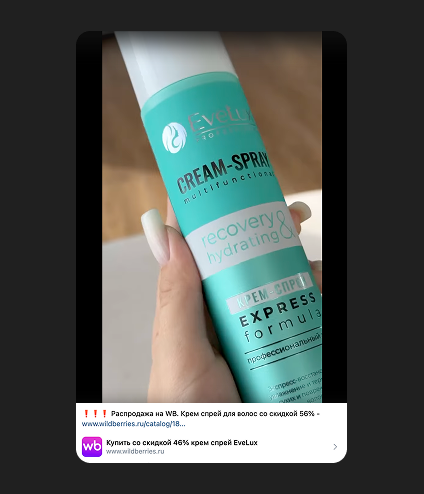 EveLux
CREAM-SPRAY
multifunctional
recovery &
hydrating
КРЕМ-СПРЕЙ
EXPRESS
formula
профессиональный
❗❗❗ Распродажа на WB. Крем спрей для волос со скидкой 56% -
www.wildberries.ru/catalog/18...
wb
Купить со скидкой 46% крем спрей EveLux
www.wildberries.ru